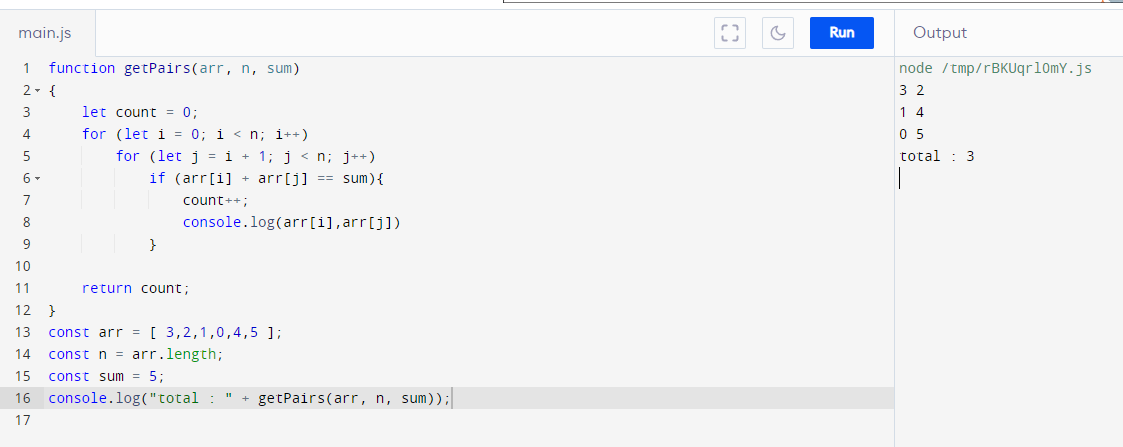 main.js
Run
Output
1 function getPairs(arr, n, sum)
2 {
3     let count = 0;
4     for (let i = 0; i < n; i++)
5         for (let j = i + 1; j < n; j++)
6             if (arr[i] + arr[j] == sum){
7                 count++;
8                 console.log(arr[i],arr[j])
9             }
10
11     return count;
12 }
13 const arr = [ 3,2,1,0,4,5 ];
14 const n = arr.length;
15 const sum = 5;
16 console.log("total : " + getPairs(arr, n, sum));
17
node /tmp/rBKUqrlOmY.js
3 2
1 4
0 5
total : 3